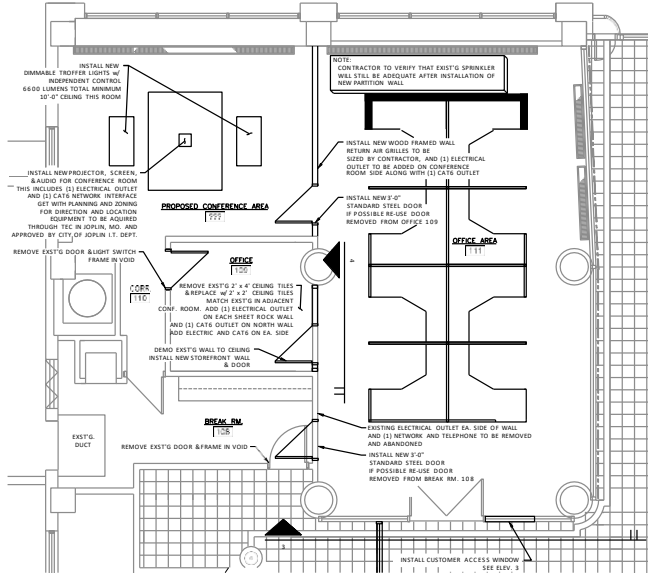 INSTALL NEW
DIMMABLE TROFFER LIGHTS w/
INDEPENDENT CONTROL
6600 LUMENS TOTAL MINIMUM
10'-0" CEILING THIS ROOM
NOTE:
CONTRACTOR TO VERIFY THAT EXIST'G SPRINKLER
WILL STILL BE ADEQUATE AFTER INSTALLATION OF
NEW PARTITION WALL
INSTALL NEW WOOD FRAMED WALL
RETURN AIR GRILLES TO BE
SIZED BY CONTRACTOR, AND (1) ELECTRICAL
OUTLET TO BE ADDED ON CONFERENCE
ROOM SIDE ALONG WITH (1) CAT6 OUTLET
INSTALL NEW PROJECTOR, SCREEN,
& AUDIO FOR CONFERENCE ROOM
THIS INCLUDES (1) ELECTRICAL OUTLET
AND (1) CAT6 NETWORK INTERFACE
GET WITH PLANNING AND ZONING
FOR DIRECTION AND LOCATION
EQUIPMENT TO BE AQUIRED
THROUGH TEC IN JOPLIN, MO. AND
APPROVED BY CITY OF JOPLIN I.T. DEPT.
PROPOSED CONFERENCE AREA
INSTALL NEW 3'-0"
STANDARD STEEL DOOR
IF POSSIBLE RE-USE DOOR
REMOVED FROM OFFICE 109
OFFICE AREA
111
REMOVE EXIST'G DOOR & LIGHT SWITCH
FRAME IN VOID
OFFICE
CORR.
110
REMOVE EXIST'G 2' x 4' CEILING TILES
& REPLACE w/ 2' x 2' CEILING TILES
MATCH EXIST'G IN ADJACENT
CONF. ROOM. ADD (1) ELECTRICAL OUTLET
ON EACH SHEET ROCK WALL
AND (1) CAT6 OUTLET ON NORTH WALL
ADD ELECTRIC AND CAT6 ON EA. SIDE
4
DEMO EXIST'G WALL TO CEILING
INSTALL NEW STOREFRONT WALL
& DOOR
BREAK RM.
108
EXIST'G.
DUCT
REMOVE EXIST'G DOOR & FRAME IN VOID
EXISTING ELECTRICAL OUTLET EA. SIDE OF WALL
AND (1) NETWORK AND TELEPHONE TO BE REMOVED
AND ABANDONED
INSTALL NEW 3'-0"
STANDARD STEEL DOOR
IF POSSIBLE RE-USE DOOR
REMOVED FROM BREAK RM. 108
3
INSTALL CUSTOMER ACCESS WINDOW
SEE ELEV. 3